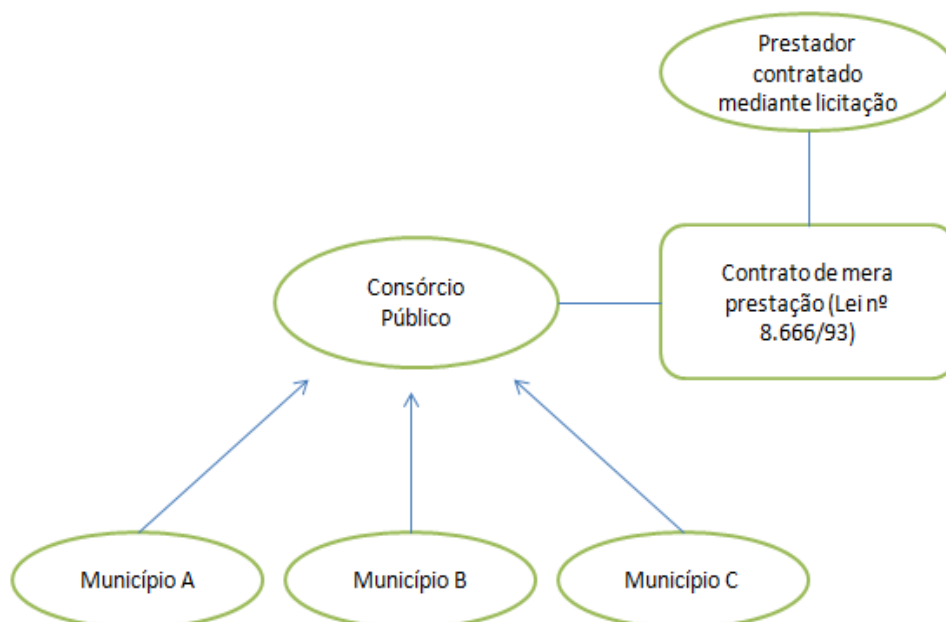 Prestador
contratado
mediante licitação
Contrato de mera
prestação (Lei nº
8.666/93)
Consórcio
Público
Município A
Município B
Município C